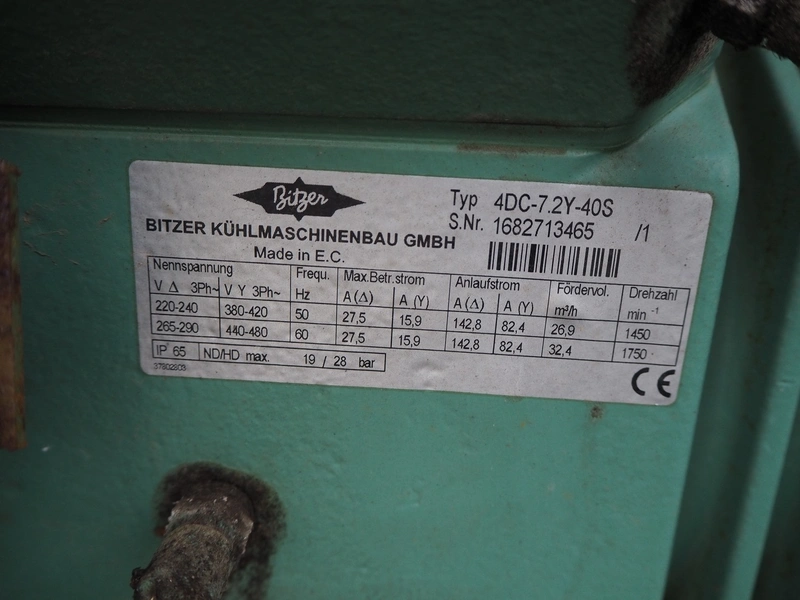 Bitzer
Typ 4DC-7.2Y-40S
S.Nr. 1682713465 /1
BITZER KÜHLMASCHINENBAU GMBH
Made in E.C.
Nennspannung Frequ. Max.Betr.strom Anlaufstrom Fördervol. Drehzahl
V Δ 3Ph~ V Y 3Ph~ Hz A (Δ) A (Y) A (Δ) A (Y) m³/h min -1
220-240 380-420 50 27,5 15,9 142,8 82,4 26,9 1450
265-290 440-480 60 27,5 15,9 142,8 82,4 32,4 1750
IP 65 ND/HD max. 19 / 28 bar
37802803
CE